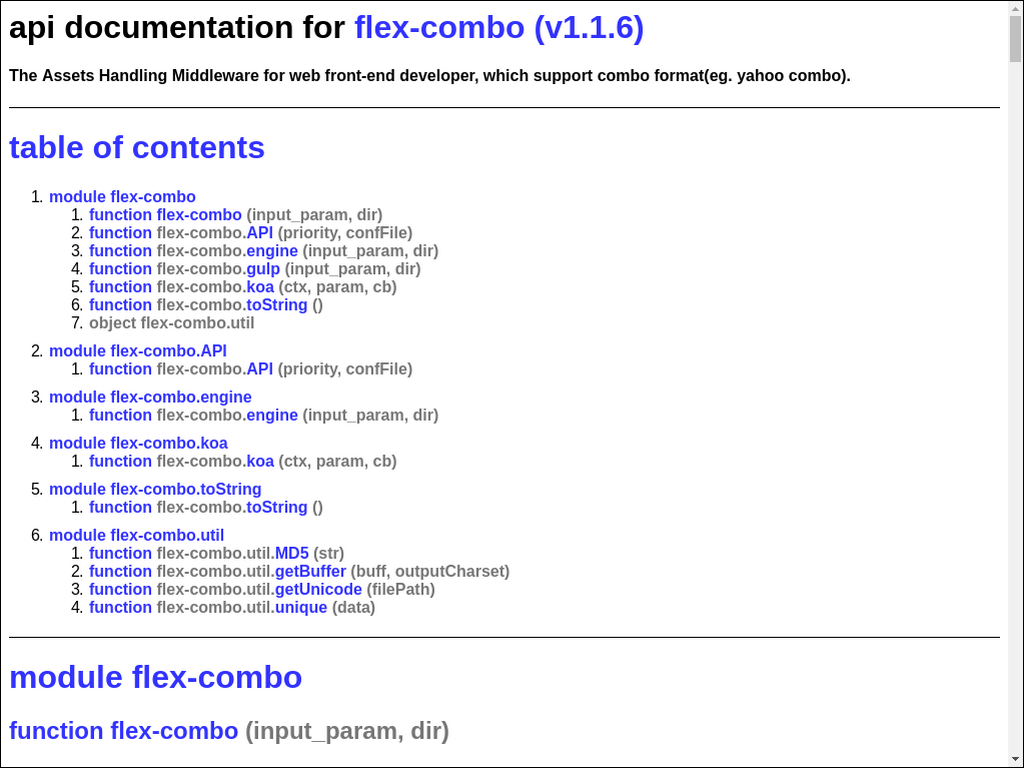 api documentation for flex-combo (v1.1.6)
The Assets Handling Middleware for web front-end developer, which support combo format(eg. yahoo combo).
table of contents
1. module flex-combo
1. function flex-combo (input_param, dir)
2. function flex-combo.API (priority, confFile)
3. function flex-combo.engine (input_param, dir)
4. function flex-combo.gulp (input_param, dir)
5. function flex-combo.koa (ctx, param, cb)
6. function flex-combo.toString ()
7. object flex-combo.util
2. module flex-combo.API
1. function flex-combo.API (priority, confFile)
3. module flex-combo.engine
1. function flex-combo.engine (input_param, dir)
4. module flex-combo.koa
1. function flex-combo.koa (ctx, param, cb)
5. module flex-combo.toString
1. function flex-combo.toString ()
6. module flex-combo.util
1. function flex-combo.util.MD5 (str)
2. function flex-combo.util.getBuffer (buff, outputCharset)
3. function flex-combo.util.getUnicode (filePath)
4. function flex-combo.util.unique (data)
module flex-combo
function flex-combo (input_param, dir)